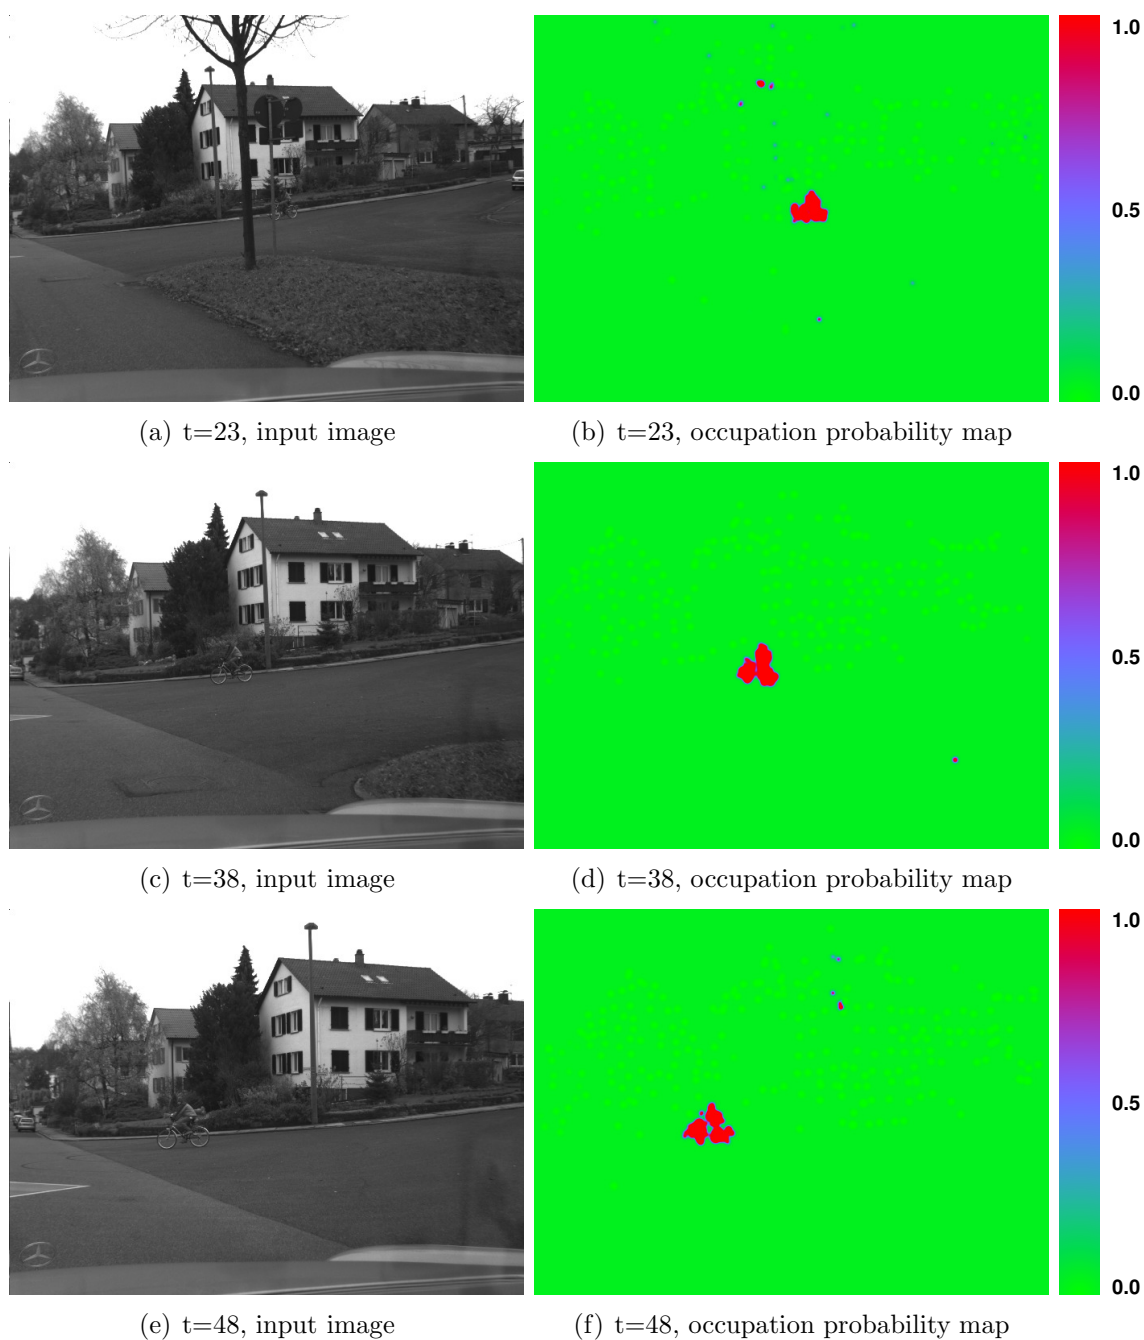 1.0
0.5
0.0
(a) t=23, input image
(b) t=23, occupation probability map
1.0
0.5
0.0
(c) t=38, input image
(d) t=38, occupation probability map
1.0
0.5
0.0
(e) t=48, input image
(f) t=48, occupation probability map